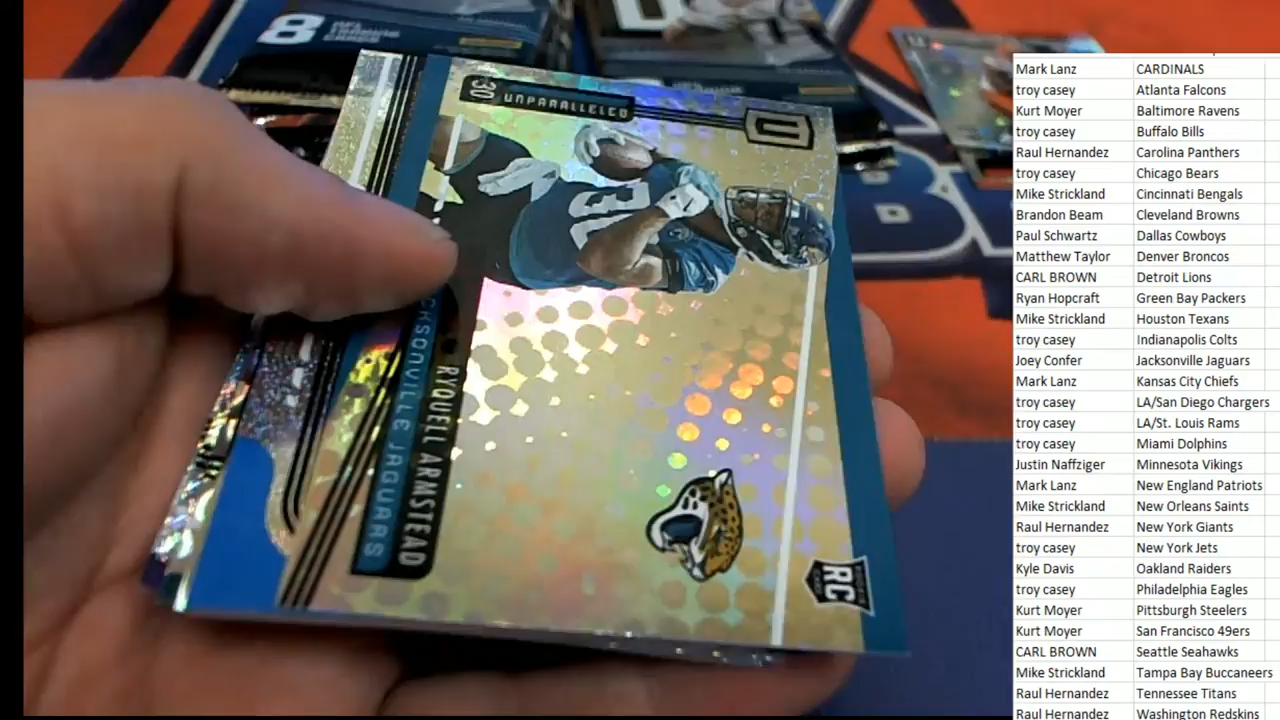 8 NFL TRADING CARDS
30 UNPARALLELED
30
RYQUELL ARMSTEAD
CKSONVILLE JAGUARS
RC
Mark Lanz CARDINALS
troy casey Atlanta Falcons
Kurt Moyer Baltimore Ravens
troy casey Buffalo Bills
Raul Hernandez Carolina Panthers
troy casey Chicago Bears
Mike Strickland Cincinnati Bengals
Brandon Beam Cleveland Browns
Paul Schwartz Dallas Cowboys
Matthew Taylor Denver Broncos
CARL BROWN Detroit Lions
Ryan Hopcraft Green Bay Packers
Mike Strickland Houston Texans
troy casey Indianapolis Colts
Joey Confer Jacksonville Jaguars
Mark Lanz Kansas City Chiefs
troy casey LA/San Diego Chargers
troy casey LA/St. Louis Rams
troy casey Miami Dolphins
Justin Naffziger Minnesota Vikings
Mark Lanz New England Patriots
Mike Strickland New Orleans Saints
Raul Hernandez New York Giants
troy casey New York Jets
Kyle Davis Oakland Raiders
troy casey Philadelphia Eagles
Kurt Moyer Pittsburgh Steelers
Kurt Moyer San Francisco 49ers
CARL BROWN Seattle Seahawks
Mike Strickland Tampa Bay Buccaneers
Raul Hernandez Tennessee Titans
Raul Hernandez Washington Redskins